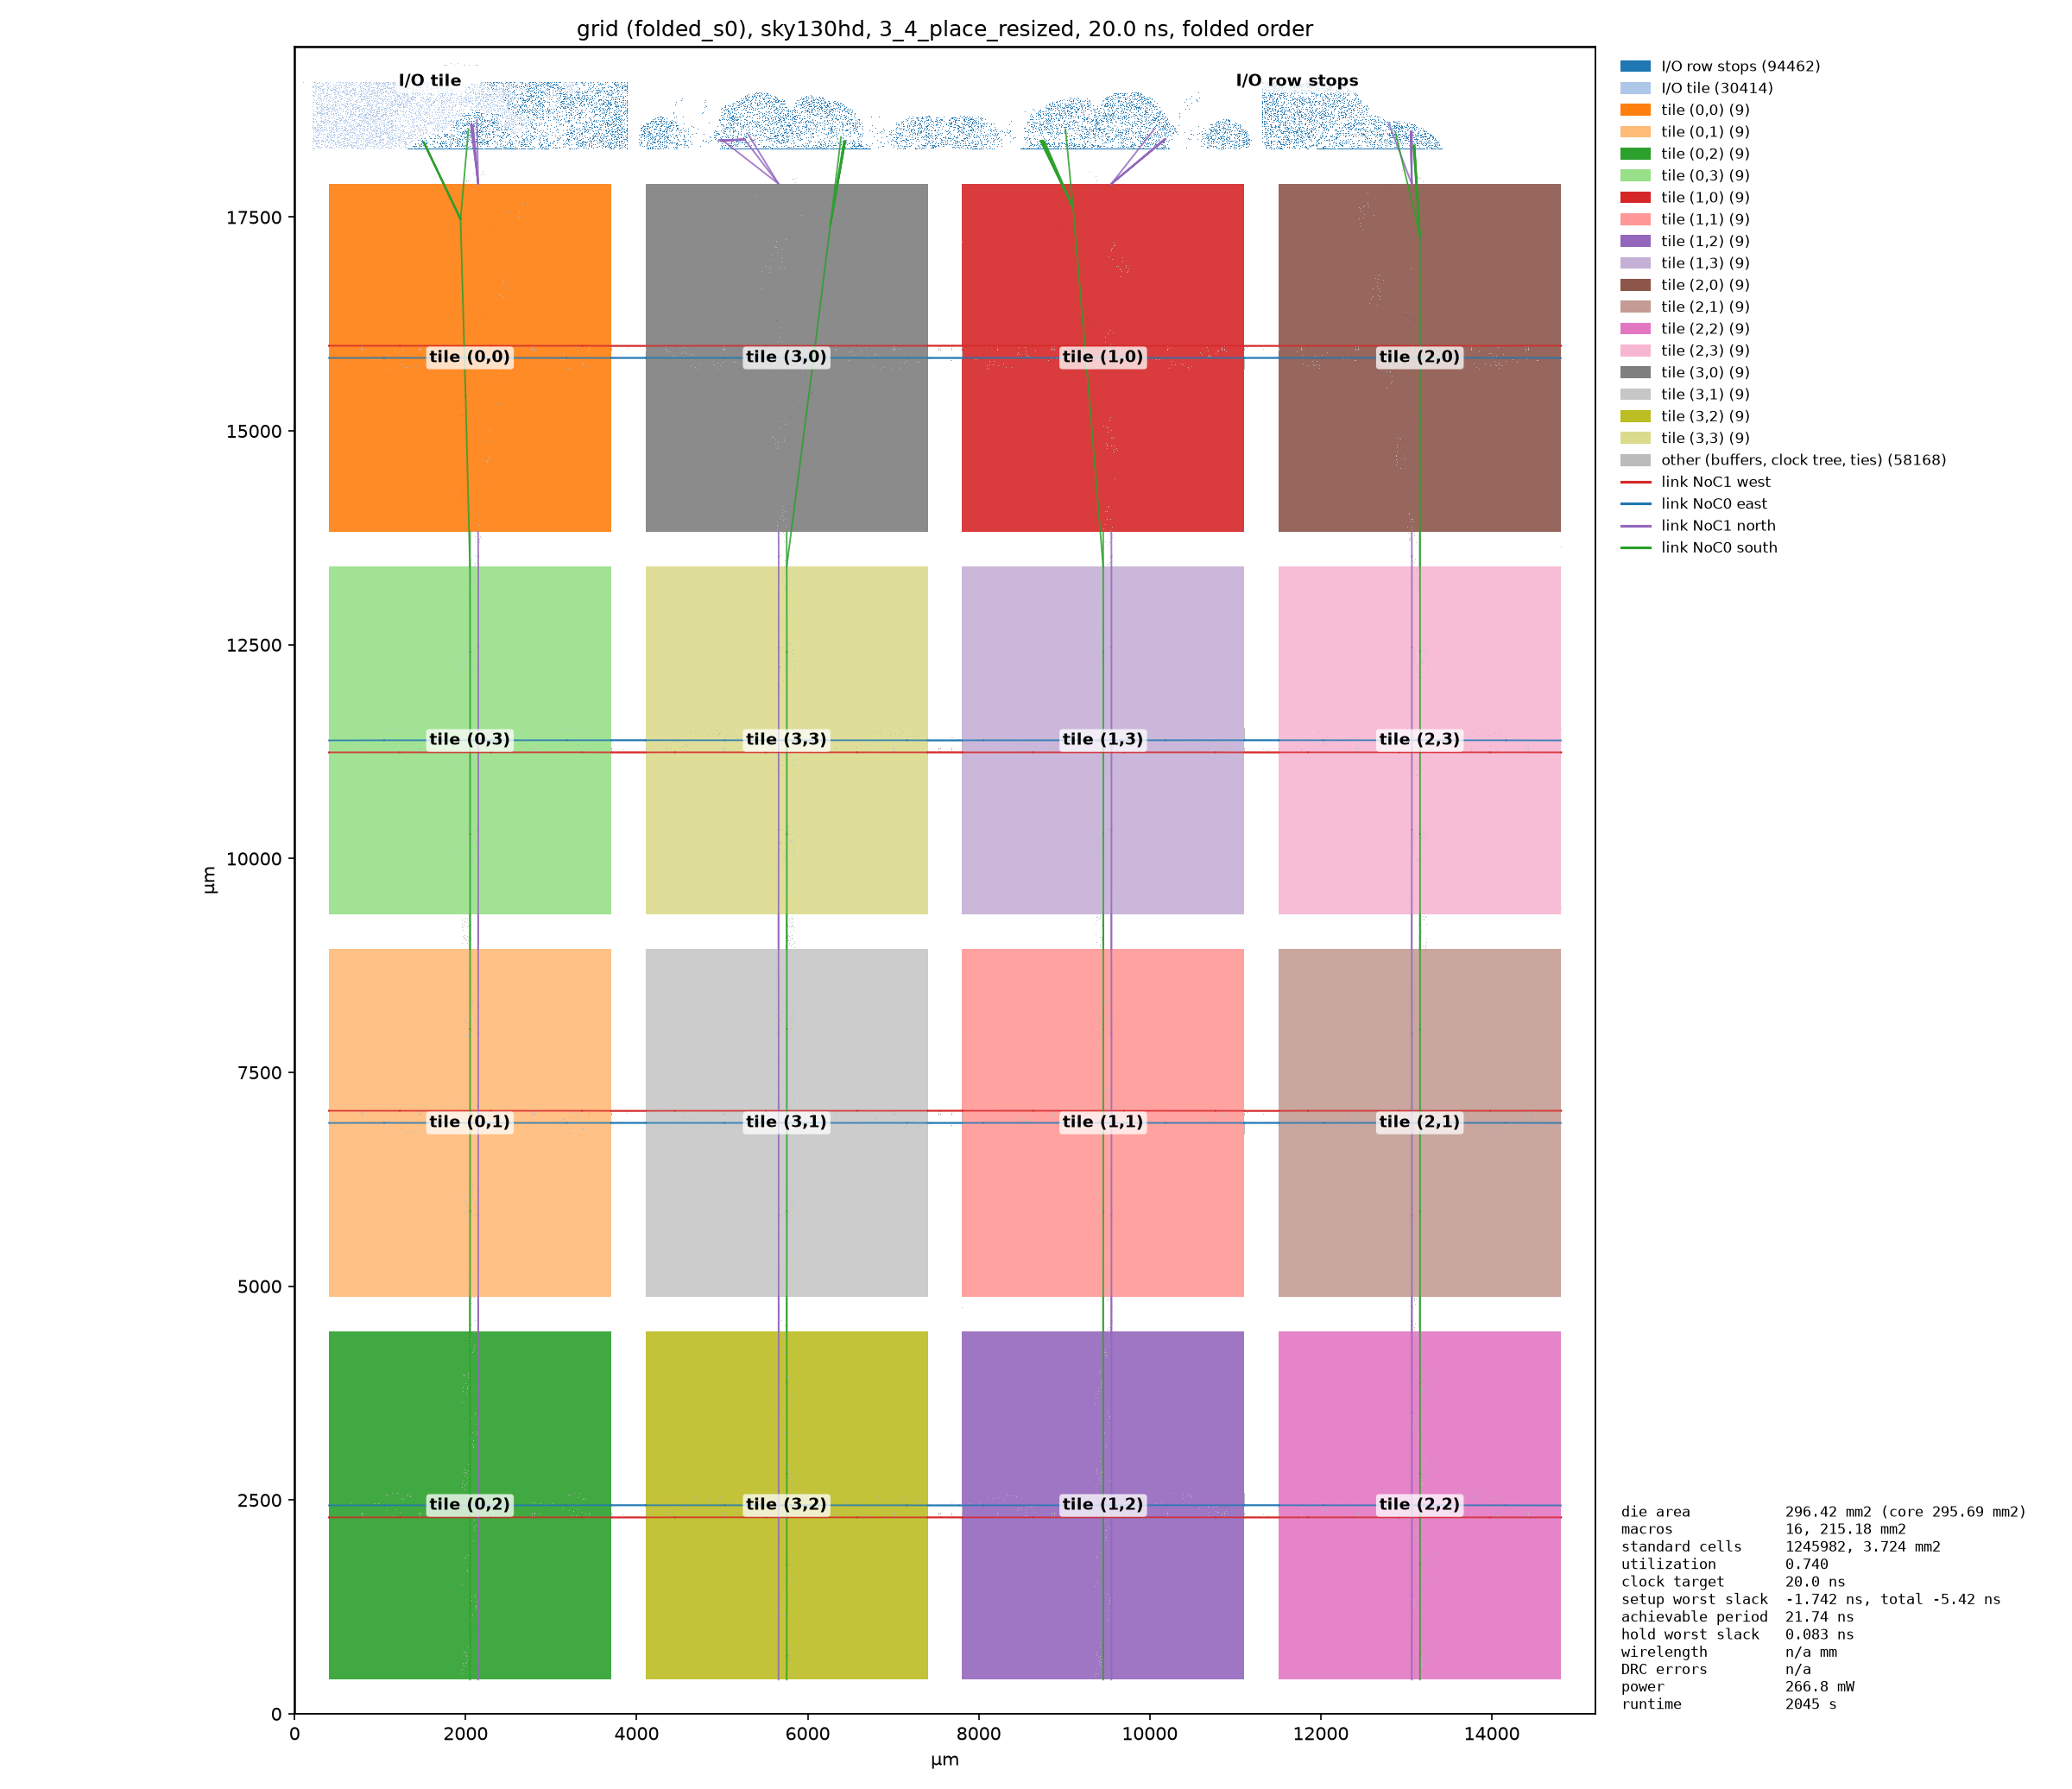 grid (folded_s0), sky130hd, 3_4_place_resized, 20.0 ns, folded order
I/O tile
I/O row stops
tile (0,0)
tile (3,0)
tile (1,0)
tile (2,0)
tile (0,3)
tile (3,3)
tile (1,3)
tile (2,3)
tile (0,1)
tile (3,1)
tile (1,1)
tile (2,1)
tile (0,2)
tile (3,2)
tile (1,2)
tile (2,2)
17500
15000
12500
10000
7500
5000
2500
0
µm
0
2000
4000
6000
8000
10000
12000
14000
µm
I/O row stops (94462)
I/O tile (30414)
tile (0,0) (9)
tile (0,1) (9)
tile (0,2) (9)
tile (0,3) (9)
tile (1,0) (9)
tile (1,1) (9)
tile (1,2) (9)
tile (1,3) (9)
tile (2,0) (9)
tile (2,1) (9)
tile (2,2) (9)
tile (2,3) (9)
tile (3,0) (9)
tile (3,1) (9)
tile (3,2) (9)
tile (3,3) (9)
other (buffers, clock tree, ties) (58168)
link NoC1 west
link NoC0 east
link NoC1 north
link NoC0 south
die area 296.42 mm2 (core 295.69 mm2)
macros 16, 215.18 mm2
standard cells 1245982, 3.724 mm2
utilization 0.740
clock target 20.0 ns
setup worst slack -1.742 ns, total -5.42 ns
achievable period 21.74 ns
hold worst slack 0.083 ns
wirelength n/a mm
DRC errors n/a
power 266.8 mW
runtime 2045 s